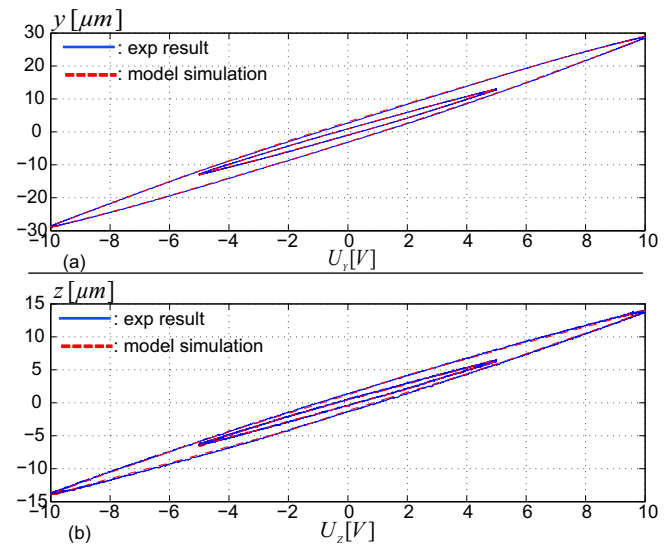 y [μm]
30
: exp result
: model simulation
20
10
0
−10
−20
−30
−10 −8 −6 −4 −2 0 2 4 6 8 10
(a)
U_Y[V]
z [μm]
15
: exp result
: model simulation
10
5
0
−5
−10
−15
−10 −8 −6 −4 −2 0 2 4 6 8 10
(b)
U_Z[V]